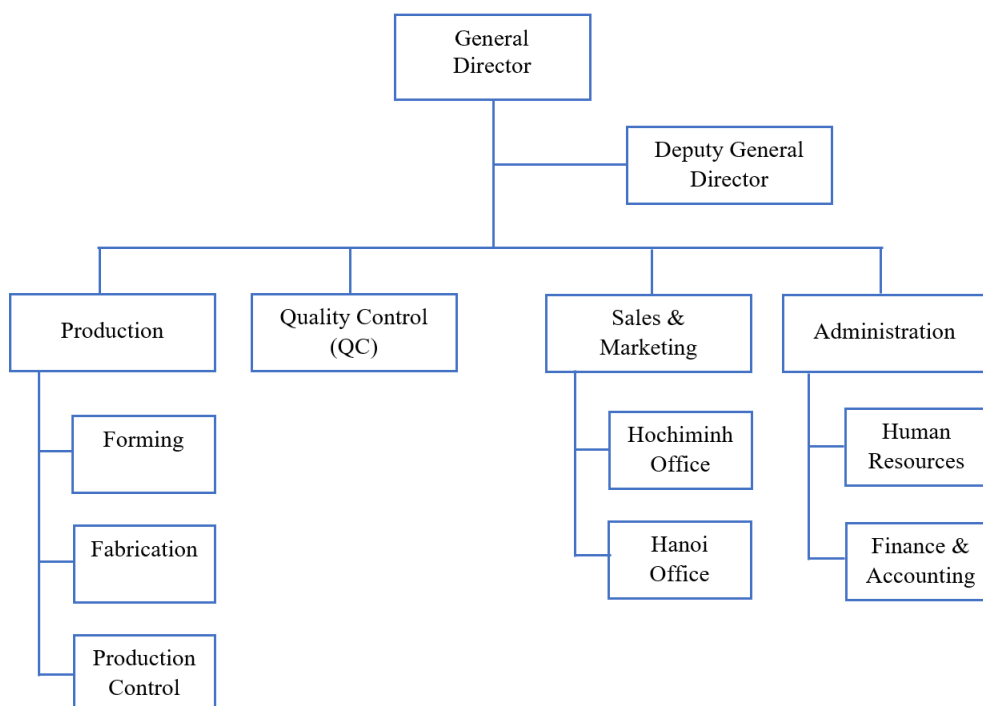 General
Director
Deputy General
Director
Production
Quality Control
(QC)
Sales &
Marketing
Administration
Forming
Fabrication
Production
Control
Hochiminh
Office
Hanoi
Office
Human
Resources
Finance &
Accounting